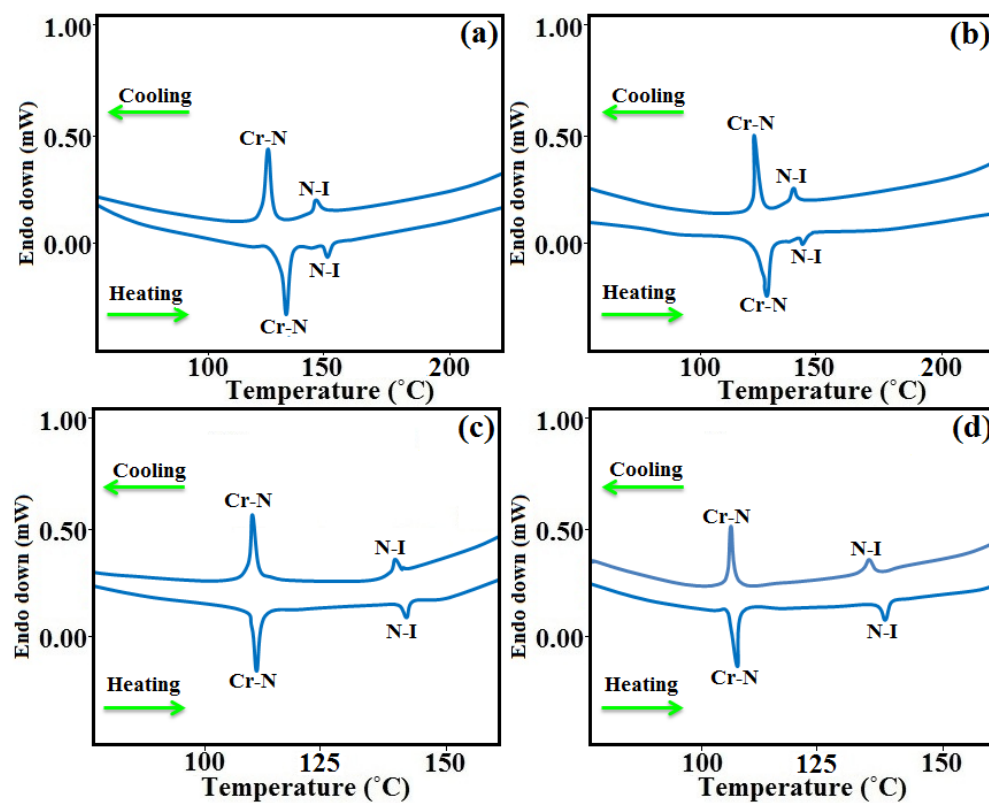 1.00
(a)
Cooling
Cr-N
0.50
N-I
Endo down (mW)
0.00
N-I
Heating
Cr-N
100
150
200
Temperature (˚C)
1.00
(b)
Cooling
Cr-N
0.50
N-I
Endo down (mW)
0.00
N-I
Heating
Cr-N
100
150
200
Temperature (˚C)
1.00
(c)
Cooling
Cr-N
0.50
N-I
Endo down (mW)
0.00
N-I
Cr-N
Heating
100
125
150
Temperature (˚C)
1.00
(d)
Cooling
Cr-N
0.50
N-I
Endo down (mW)
0.00
N-I
Cr-N
Heating
100
125
150
Temperature (˚C)